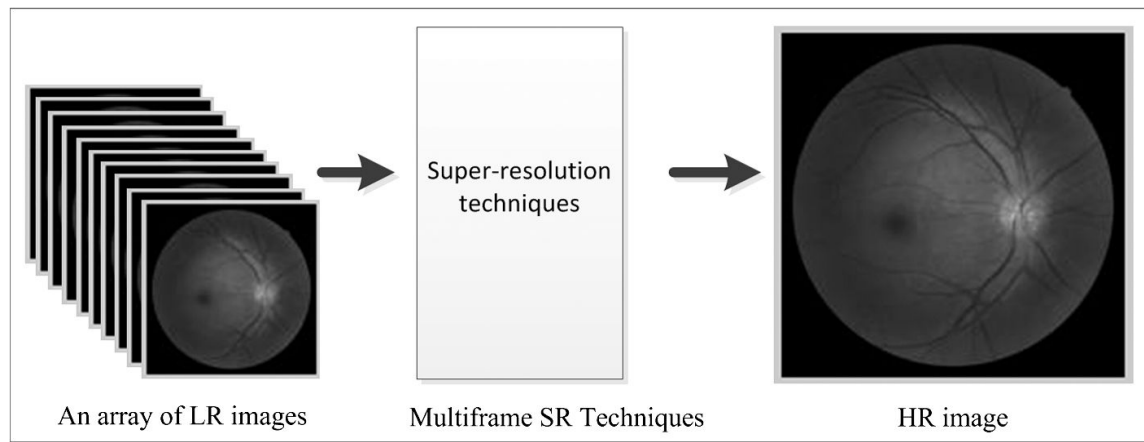 Super-resolution
techniques
An array of LR images
Multiframe SR Techniques
HR image